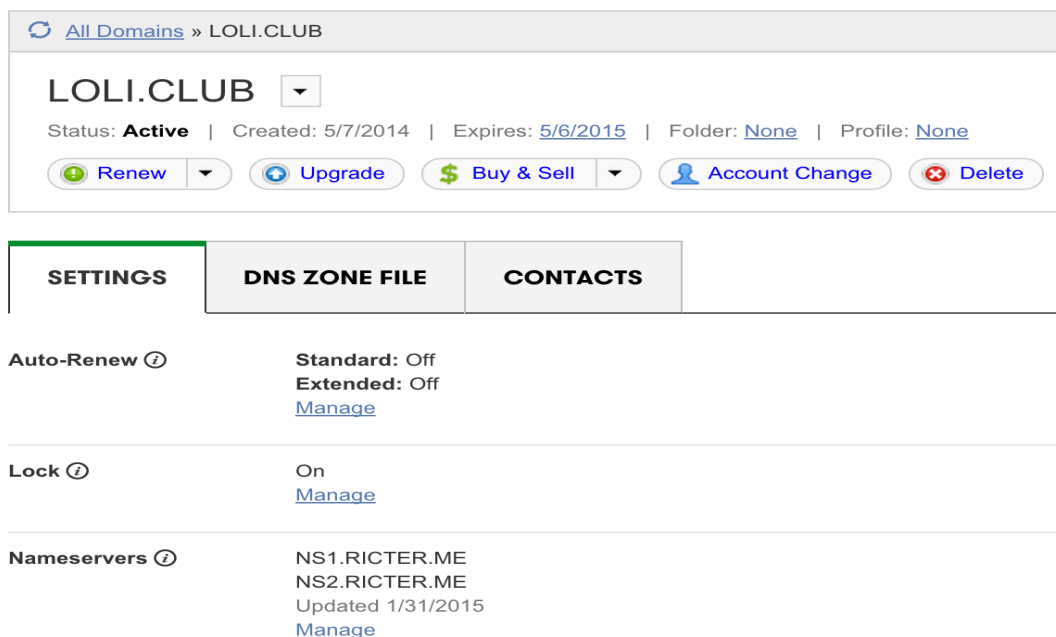 All Domains » LOLI.CLUB
LOLI.CLUB
Status: Active | Created: 5/7/2014 | Expires: 5/6/2015 | Folder: None | Profile: None
Renew Upgrade Buy & Sell Account Change Delete
SETTINGS DNS ZONE FILE CONTACTS
Auto-Renew Standard: Off
Extended: Off
Manage
Lock On
Manage
Nameservers NS1.RICTER.ME
NS2.RICTER.ME
Updated 1/31/2015
Manage